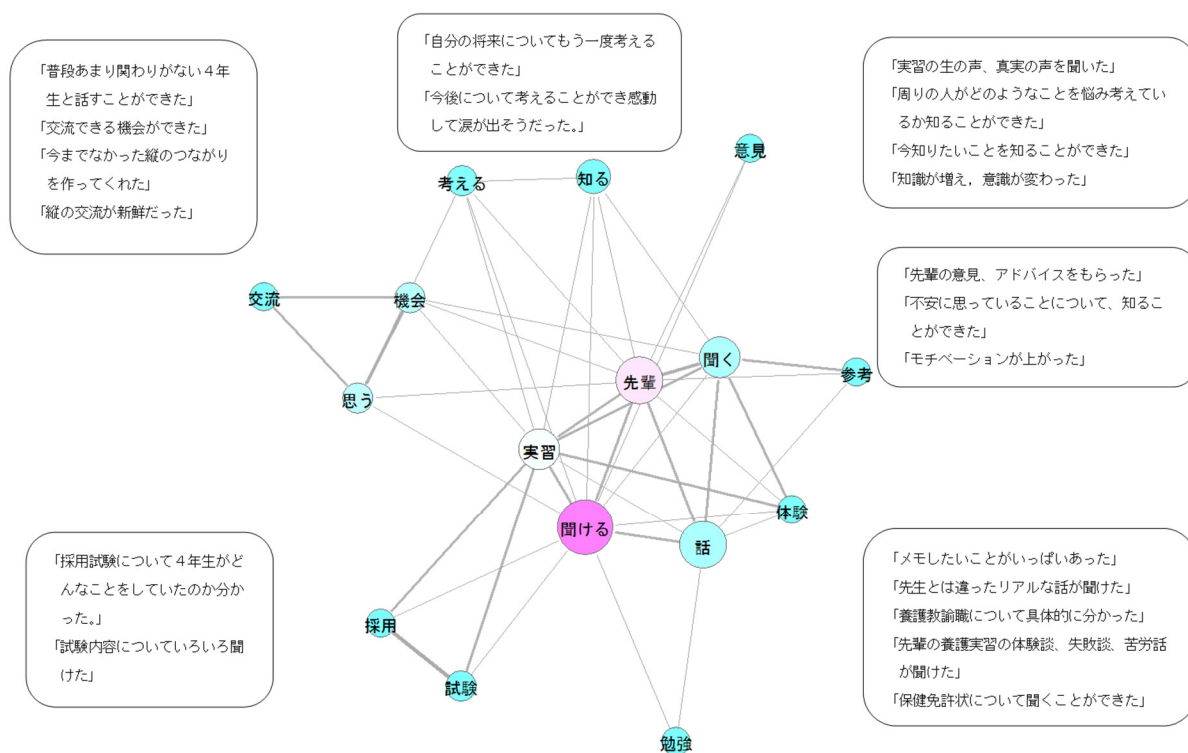 「普段あまり関わりがない４年
生と話すことができた」
「交流できる機会ができた」
「今までなかった縦のつながり
を作ってくれた」
「縦の交流が新鮮だった」
「自分の将来についてもう一度考える
ことができた」
「今後について考えることができ感動
して涙が出そうだった。」
「実習の生の声、真実の声を聞いた」
「周りの人がどのようなことを悩み考えてい
るか知ることができた」
「今知りたいことを知ることができた」
「知識が増え，意識が変わった」
意見
考える
知る
「先輩の意見、アドバイスをもらった」
「不安に思っていることについて、知るこ
とができた」
「モチベーションが上がった」
交流
機会
聞く
参考
先輩
思う
実習
体験
聞ける
話
「採用試験について４年生がど
んなことをしていたのか分か
った。」
「試験内容についていろいろ聞
けた」
採用
試験
勉強
「メモしたいことがいっぱいあった」
「先生とは違ったリアルな話が聞けた」
「養護教諭職について具体的に分かった」
「先輩の養護実習の体験談、失敗談、苦労話
が聞けた」
「保健免許状について聞くことができた」